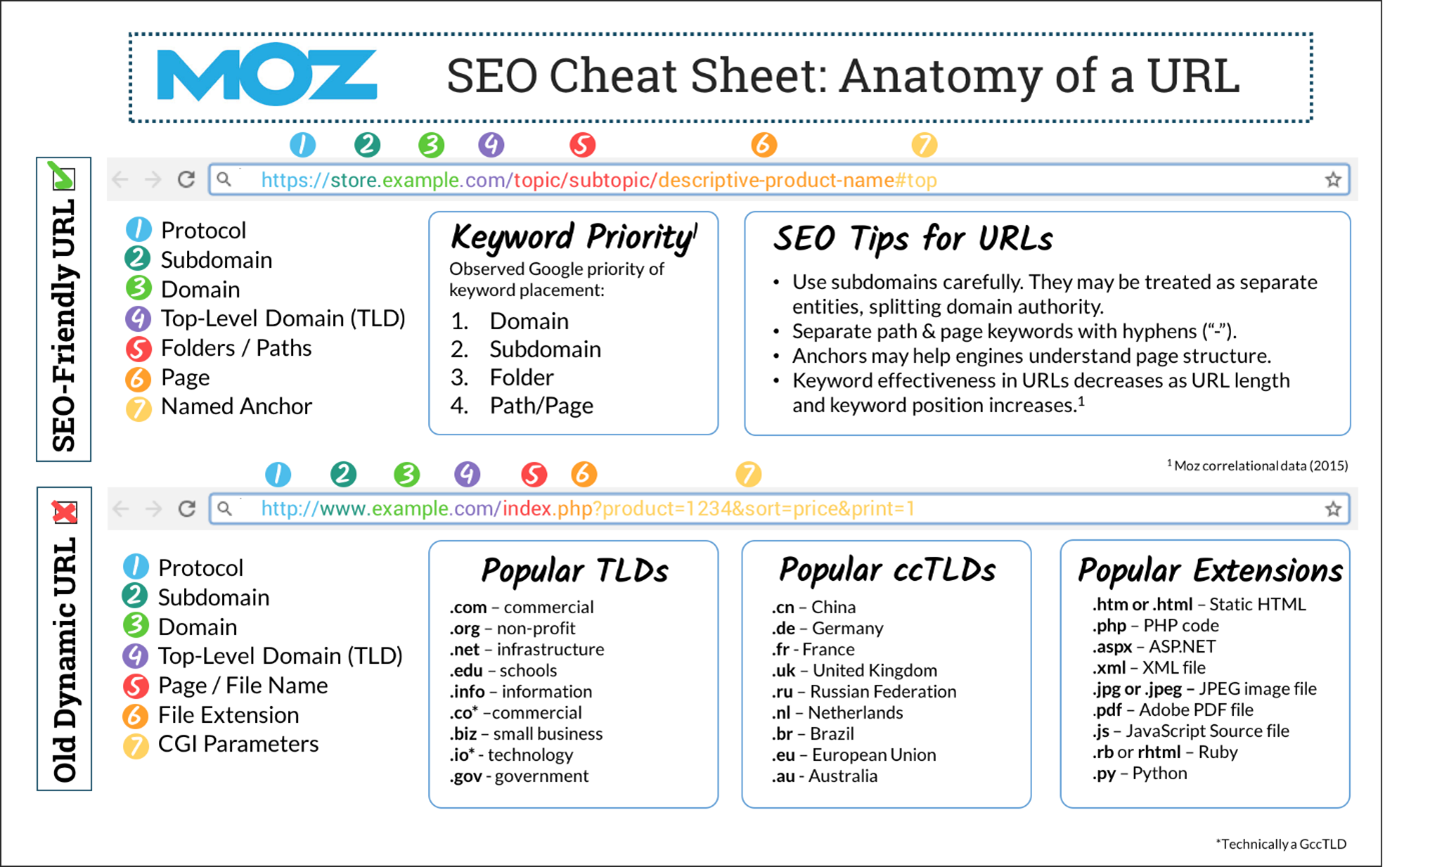 MOZ
SEO Cheat Sheet: Anatomy of a URL
SEO-Friendly URL
1 2 3 4 5 6 7
https://store.example.com/topic/subtopic/descriptive-product-name#top
1 Protocol
2 Subdomain
3 Domain
4 Top-Level Domain (TLD)
5 Folders / Paths
6 Page
7 Named Anchor
Keyword Priority¹
Observed Google priority of
keyword placement:
1. Domain
2. Subdomain
3. Folder
4. Path/Page
SEO Tips for URLs
• Use subdomains carefully. They may be treated as separate
entities, splitting domain authority.
• Separate path & page keywords with hyphens (“-”).
• Anchors may help engines understand page structure.
• Keyword effectiveness in URLs decreases as URL length
and keyword position increases.¹
¹ Moz correlational data (2015)
Old Dynamic URL
1 2 3 4 5 6 7
http://www.example.com/index.php?product=1234&sort=price&print=1
1 Protocol
2 Subdomain
3 Domain
4 Top-Level Domain (TLD)
5 Page / File Name
6 File Extension
7 CGI Parameters
Popular TLDs
.com – commercial
.org – non-profit
.net – infrastructure
.edu – schools
.info – information
.co* –commercial
.biz – small business
.io* - technology
.gov - government
Popular ccTLDs
.cn – China
.de – Germany
.fr - France
.uk – United Kingdom
.ru – Russian Federation
.nl – Netherlands
.br – Brazil
.eu – European Union
.au - Australia
Popular Extensions
.htm or .html – Static HTML
.php – PHP code
.aspx – ASP.NET
.xml – XML file
.jpg or .jpeg – JPEG image file
.pdf – Adobe PDF file
.js – JavaScript Source file
.rb or rhtml – Ruby
.py – Python
*Technically a GccTLD